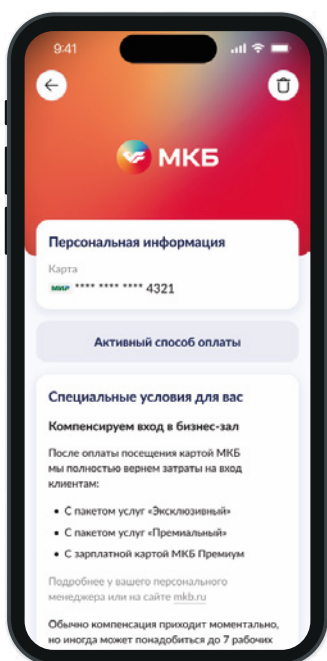 9:41
МКБ
Персональная информация
Карта
МИР **** **** **** 4321
Активный способ оплаты
Специальные условия для вас
Компенсируем вход в бизнес-зал
После оплаты посещения картой МКБ
мы полностью вернем затраты на вход
клиентам:
• С пакетом услуг «Эксклюзивный»
• С пакетом услуг «Премиальный»
• С зарплатной картой МКБ Премиум
Подробнее у вашего персонального
менеджера или на сайте mkb.ru
Обычно компенсация приходит моментально,
но иногда может понадобиться до 7 рабочих